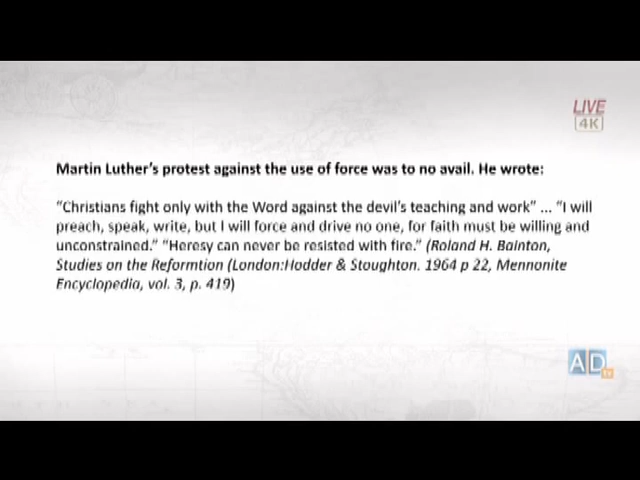 LIVE
4K
Martin Luther's protest against the use of force was to no avail. He wrote:
"Christians fight only with the Word against the devil's teaching and work" ... "I will
preach, speak, write, but I will force and drive no one, for faith must be willing and
unconstrained." "Heresy can never be resisted with fire." (Roland H. Bainton,
Studies on the Reformtion (London:Hodder & Stoughton. 1964 p 22, Mennonite
Encyclopedia, vol. 3, p. 419)
AD
tv